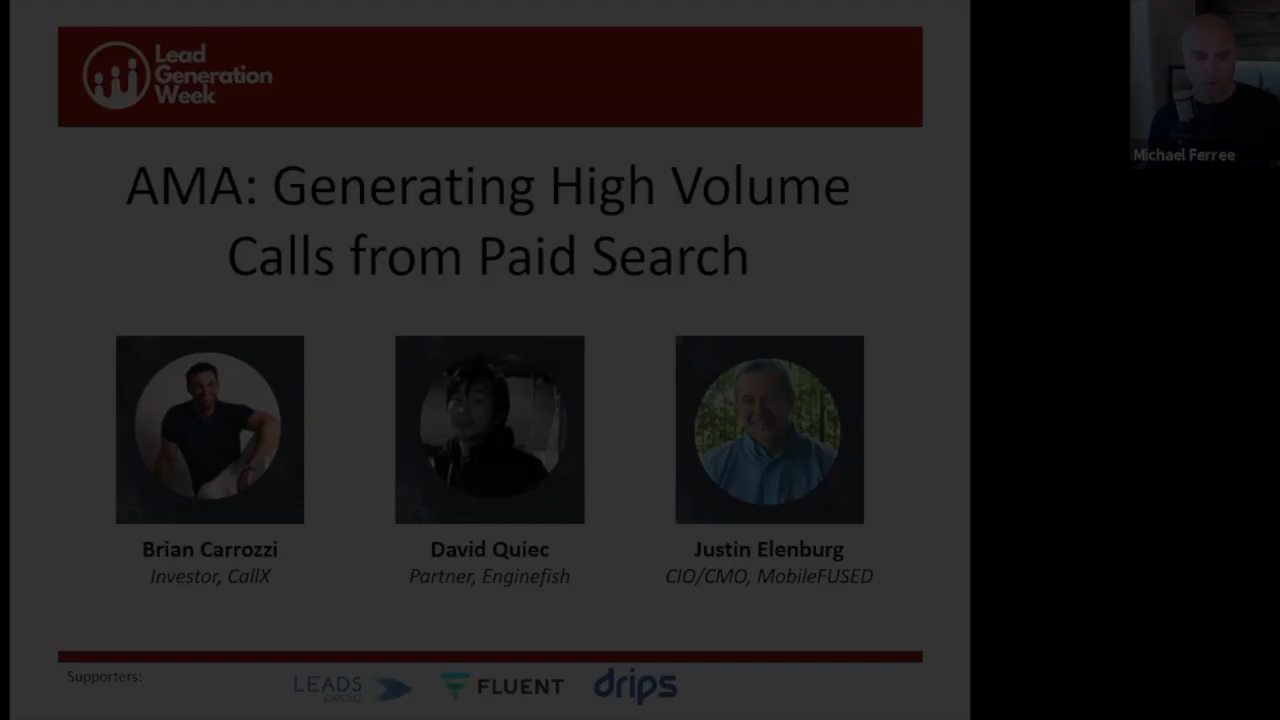 Lead
Generation
Week
Michael Ferree
AMA: Generating High Volume
Calls from Paid Search
Brian Carrozzi
Investor, CallX
David Quiec
Partner, Enginefish
Justin Elenburg
CIO/CMO, MobileFUSED
Supporters:
LEADS
pedia
FLUENT
drips